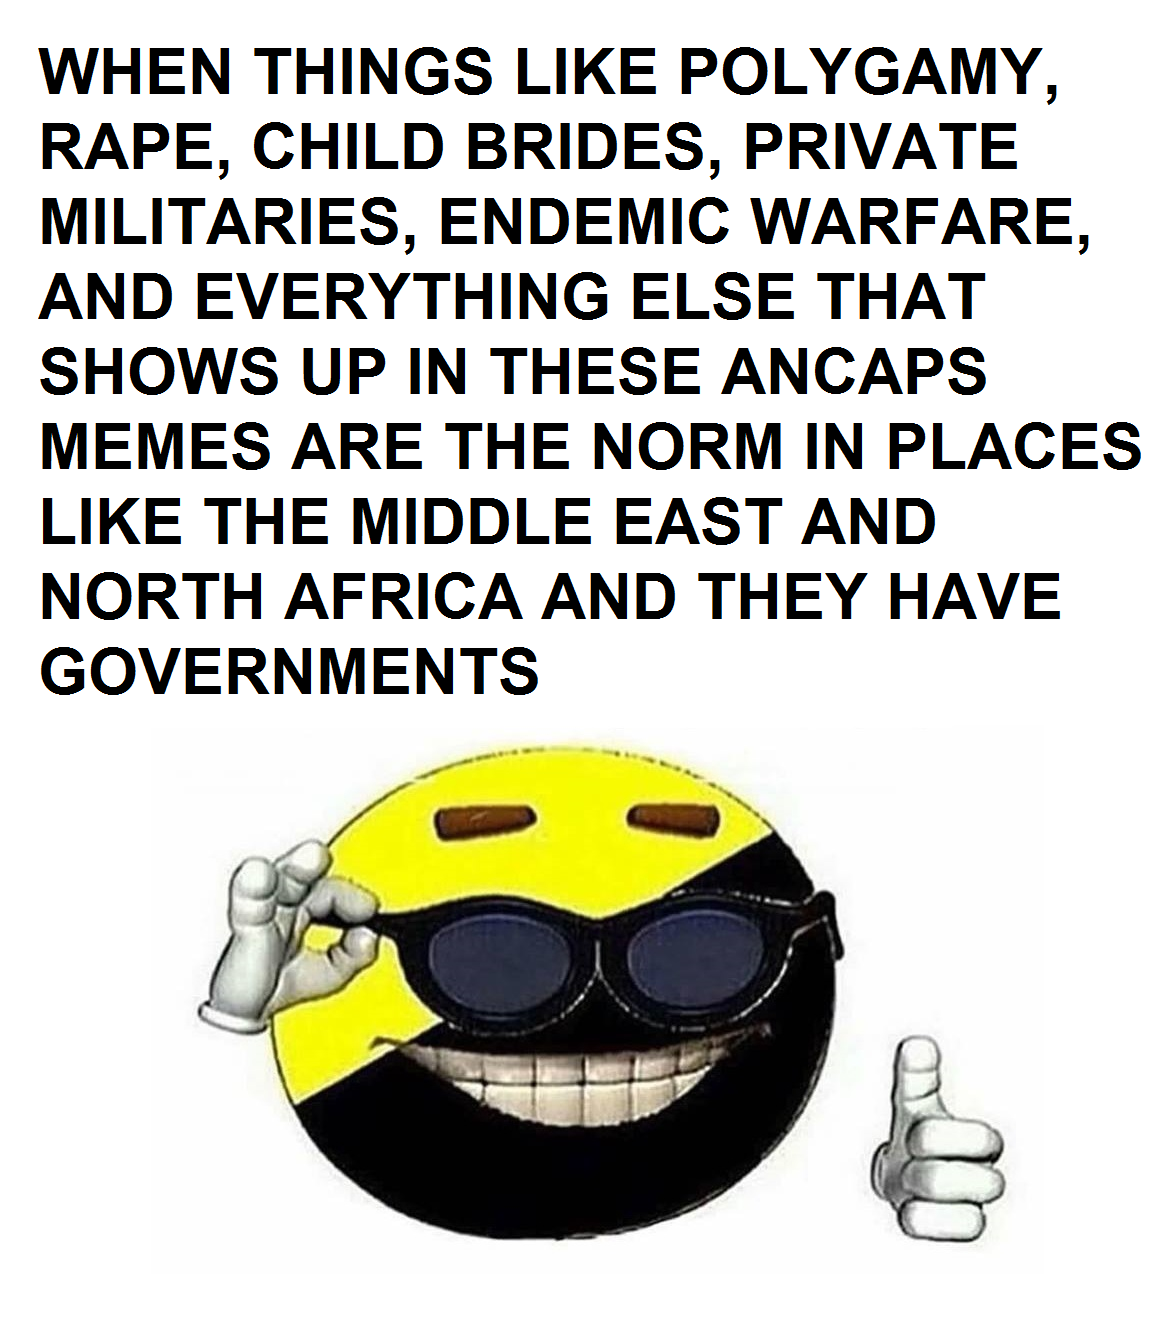 WHEN THINGS LIKE POLYGAMY,
RAPE, CHILD BRIDES, PRIVATE
MILITARIES, ENDEMIC WARFARE,
AND EVERYTHING ELSE THAT
SHOWS UP IN THESE ANCAPS
MEMES ARE THE NORM IN PLACES
LIKE THE MIDDLE EAST AND
NORTH AFRICA AND THEY HAVE
GOVERNMENTS